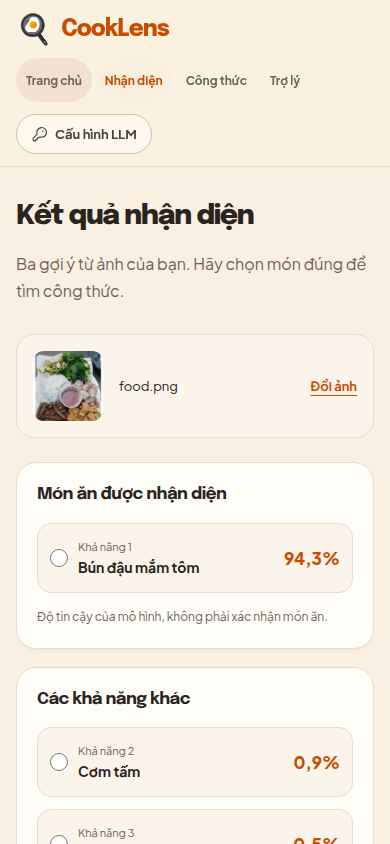 CookLens
Trang chủ
Nhận diện
Công thức
Trợ lý
Cấu hình LLM
Kết quả nhận diện
Ba gợi ý từ ảnh của bạn. Hãy chọn món đúng để
tìm công thức.
food.png
Đổi ảnh
Món ăn được nhận diện
Khả năng 1
Bún đậu mắm tôm
94,3%
Độ tin cậy của mô hình, không phải xác nhận món ăn.
Các khả năng khác
Khả năng 2
Cơm tấm
0,9%
Khả năng 3
0,5%